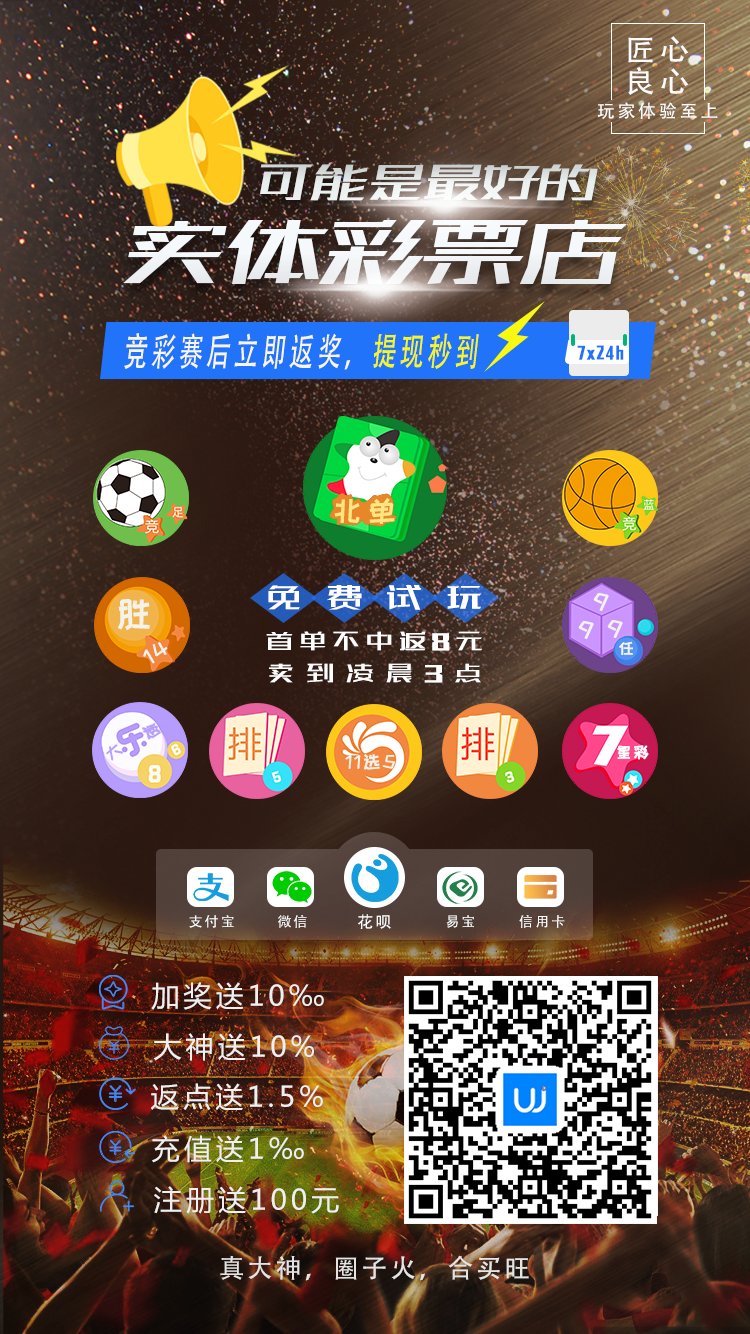 匠心
良心
玩家体验至上
可能是最好的
实体彩票店
竞彩赛后立即返奖，提现秒到
7x24h
竞 足
北单
竞 蓝
胜
14
免费试玩
首单不中返8元
卖到凌晨3点
9
9 9
任
大乐透
8 8
排
5
11选5
排
3
7星彩
支付宝
微信
花呗
易宝
信用卡
加奖送10‰
大神送10%
返点送1.5%
充值送1‰
注册送100元
真大神，圈子火，合买旺